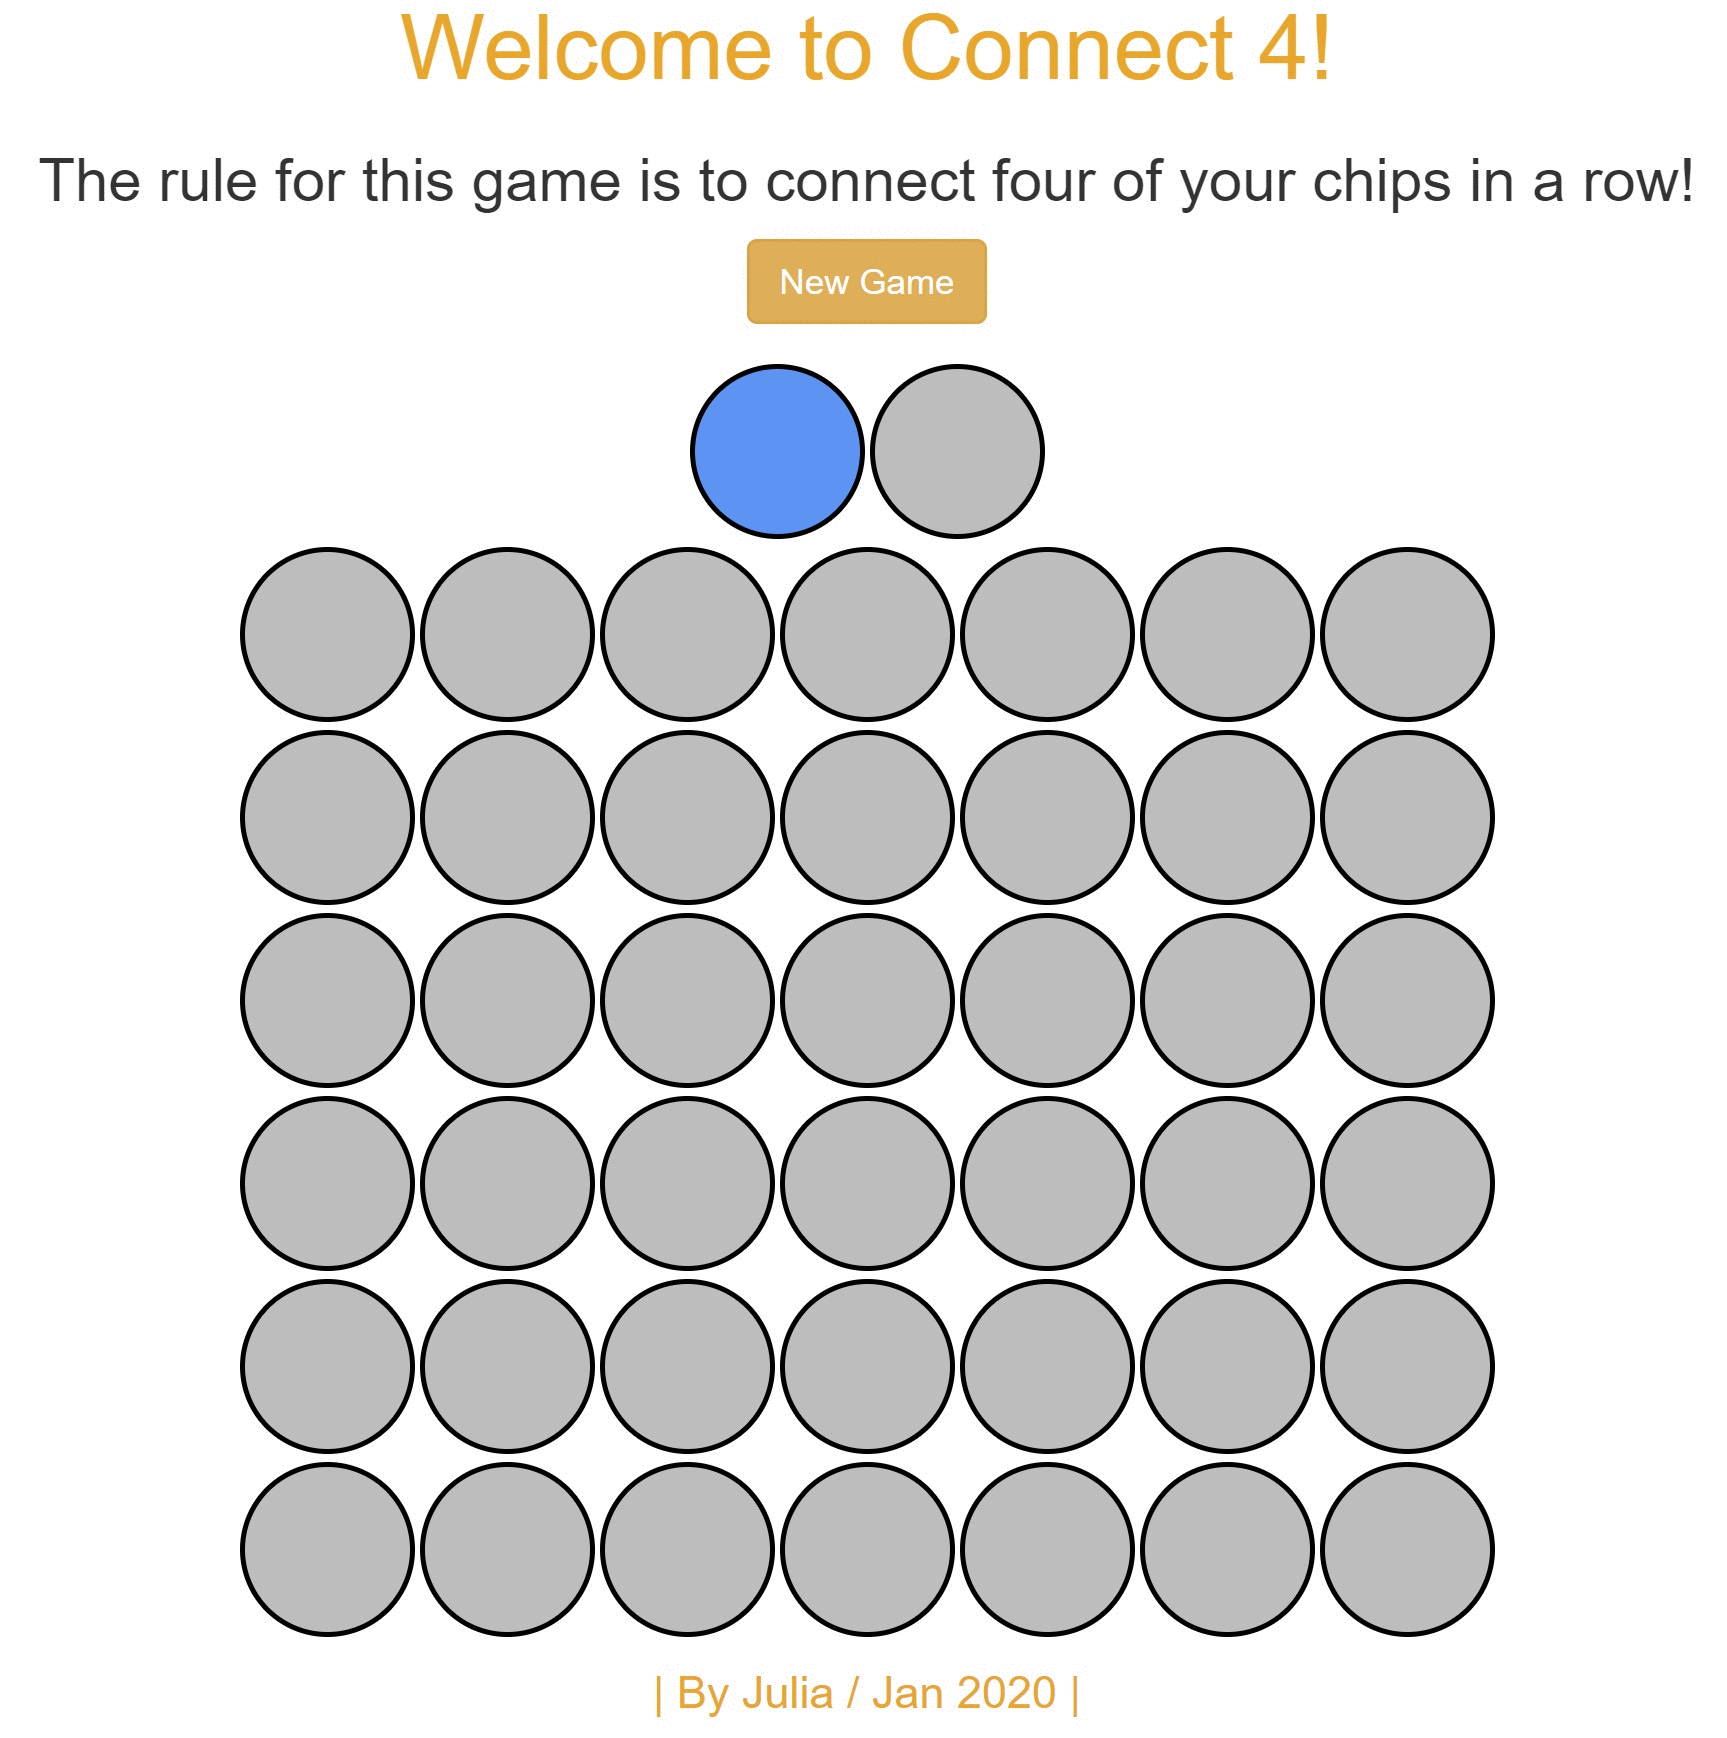 Welcome to Connect 4!
The rule for this game is to connect four of your chips in a row!
New Game
| By Julia / Jan 2020 |